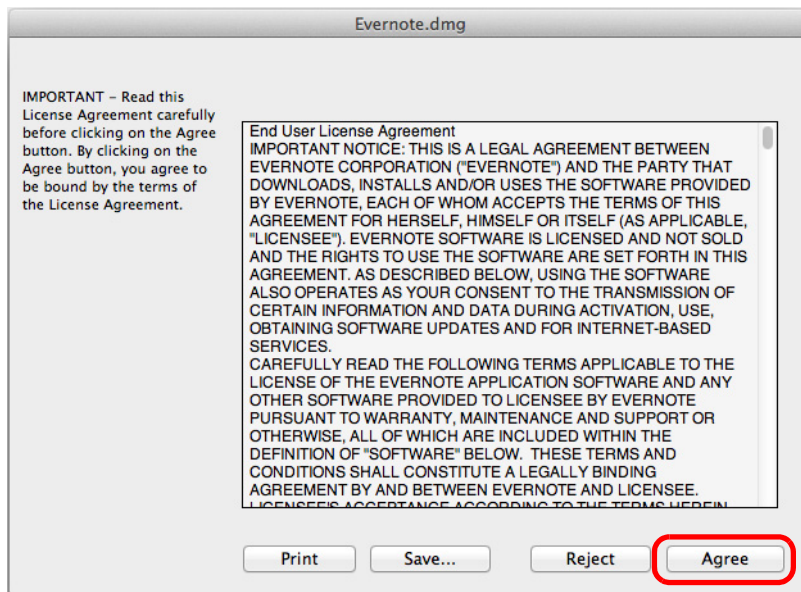 Evernote.dmg
IMPORTANT – Read this
License Agreement carefully
before clicking on the Agree
button. By clicking on the
Agree button, you agree to
be bound by the terms of
the License Agreement.
End User License Agreement
IMPORTANT NOTICE: THIS IS A LEGAL AGREEMENT BETWEEN
EVERNOTE CORPORATION ("EVERNOTE") AND THE PARTY THAT
DOWNLOADS, INSTALLS AND/OR USES THE SOFTWARE PROVIDED
BY EVERNOTE, EACH OF WHOM ACCEPTS THE TERMS OF THIS
AGREEMENT FOR HERSELF, HIMSELF OR ITSELF (AS APPLICABLE,
"LICENSEE"). EVERNOTE SOFTWARE IS LICENSED AND NOT SOLD
AND THE RIGHTS TO USE THE SOFTWARE ARE SET FORTH IN THIS
AGREEMENT. AS DESCRIBED BELOW, USING THE SOFTWARE
ALSO OPERATES AS YOUR CONSENT TO THE TRANSMISSION OF
CERTAIN INFORMATION AND DATA DURING ACTIVATION, USE,
OBTAINING SOFTWARE UPDATES AND FOR INTERNET-BASED
SERVICES.
CAREFULLY READ THE FOLLOWING TERMS APPLICABLE TO THE
LICENSE OF THE EVERNOTE APPLICATION SOFTWARE AND ANY
OTHER SOFTWARE PROVIDED TO LICENSEE BY EVERNOTE
PURSUANT TO WARRANTY, MAINTENANCE AND SUPPORT OR
OTHERWISE, ALL OF WHICH ARE INCLUDED WITHIN THE
DEFINITION OF "SOFTWARE" BELOW.  THESE TERMS AND
CONDITIONS SHALL CONSTITUTE A LEGALLY BINDING
AGREEMENT BY AND BETWEEN EVERNOTE AND LICENSEE.
LICENSEE'S ACCEPTANCE ACCORDING TO THE TERMS HEREIN
Print
Save...
Reject
Agree